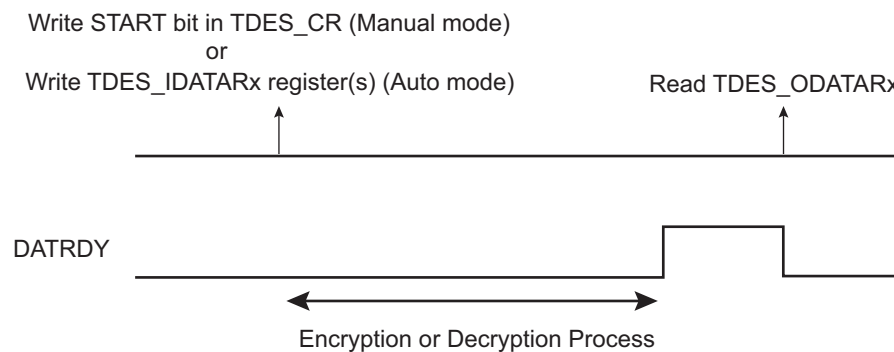 Write START bit in TDES_CR (Manual mode)
or
Write TDES_IDATARx register(s) (Auto mode)
Read TDES_ODATARx
DATRDY
Encryption or Decryption Process